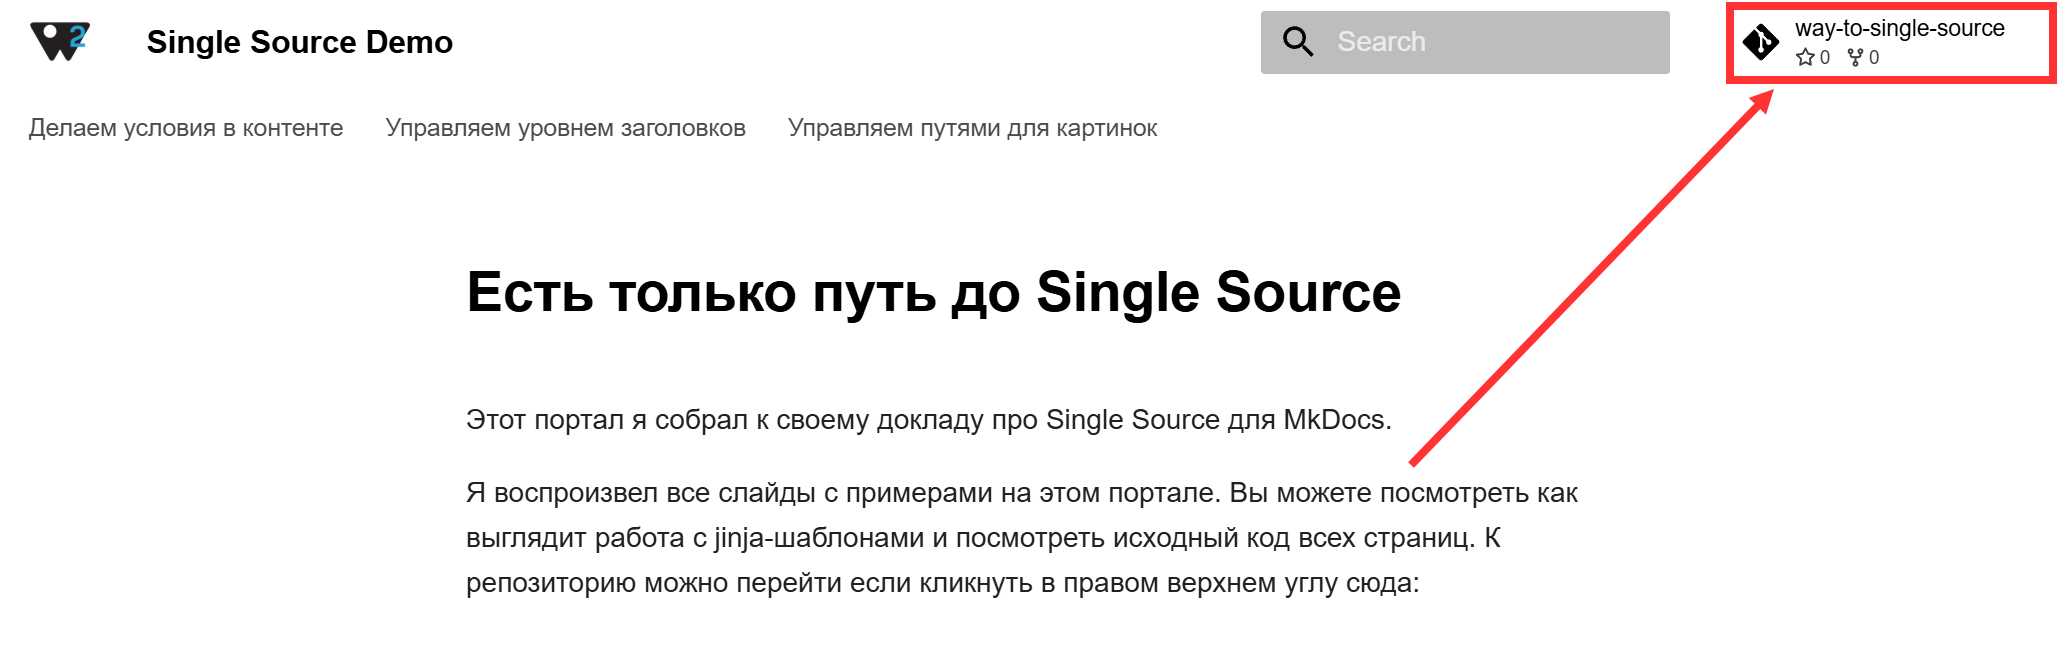 W2
Single Source Demo
Search
way-to-single-source
0 0
Делаем условия в контенте Управляем уровнем заголовков Управляем путями для картинок
Есть только путь до Single Source
Этот портал я собрал к своему докладу про Single Source для MkDocs.
Я воспроизвел все слайды с примерами на этом портале. Вы можете посмотреть как
выглядит работа с jinja-шаблонами и посмотреть исходный код всех страниц. К
репозиторию можно перейти если кликнуть в правом верхнем углу сюда: